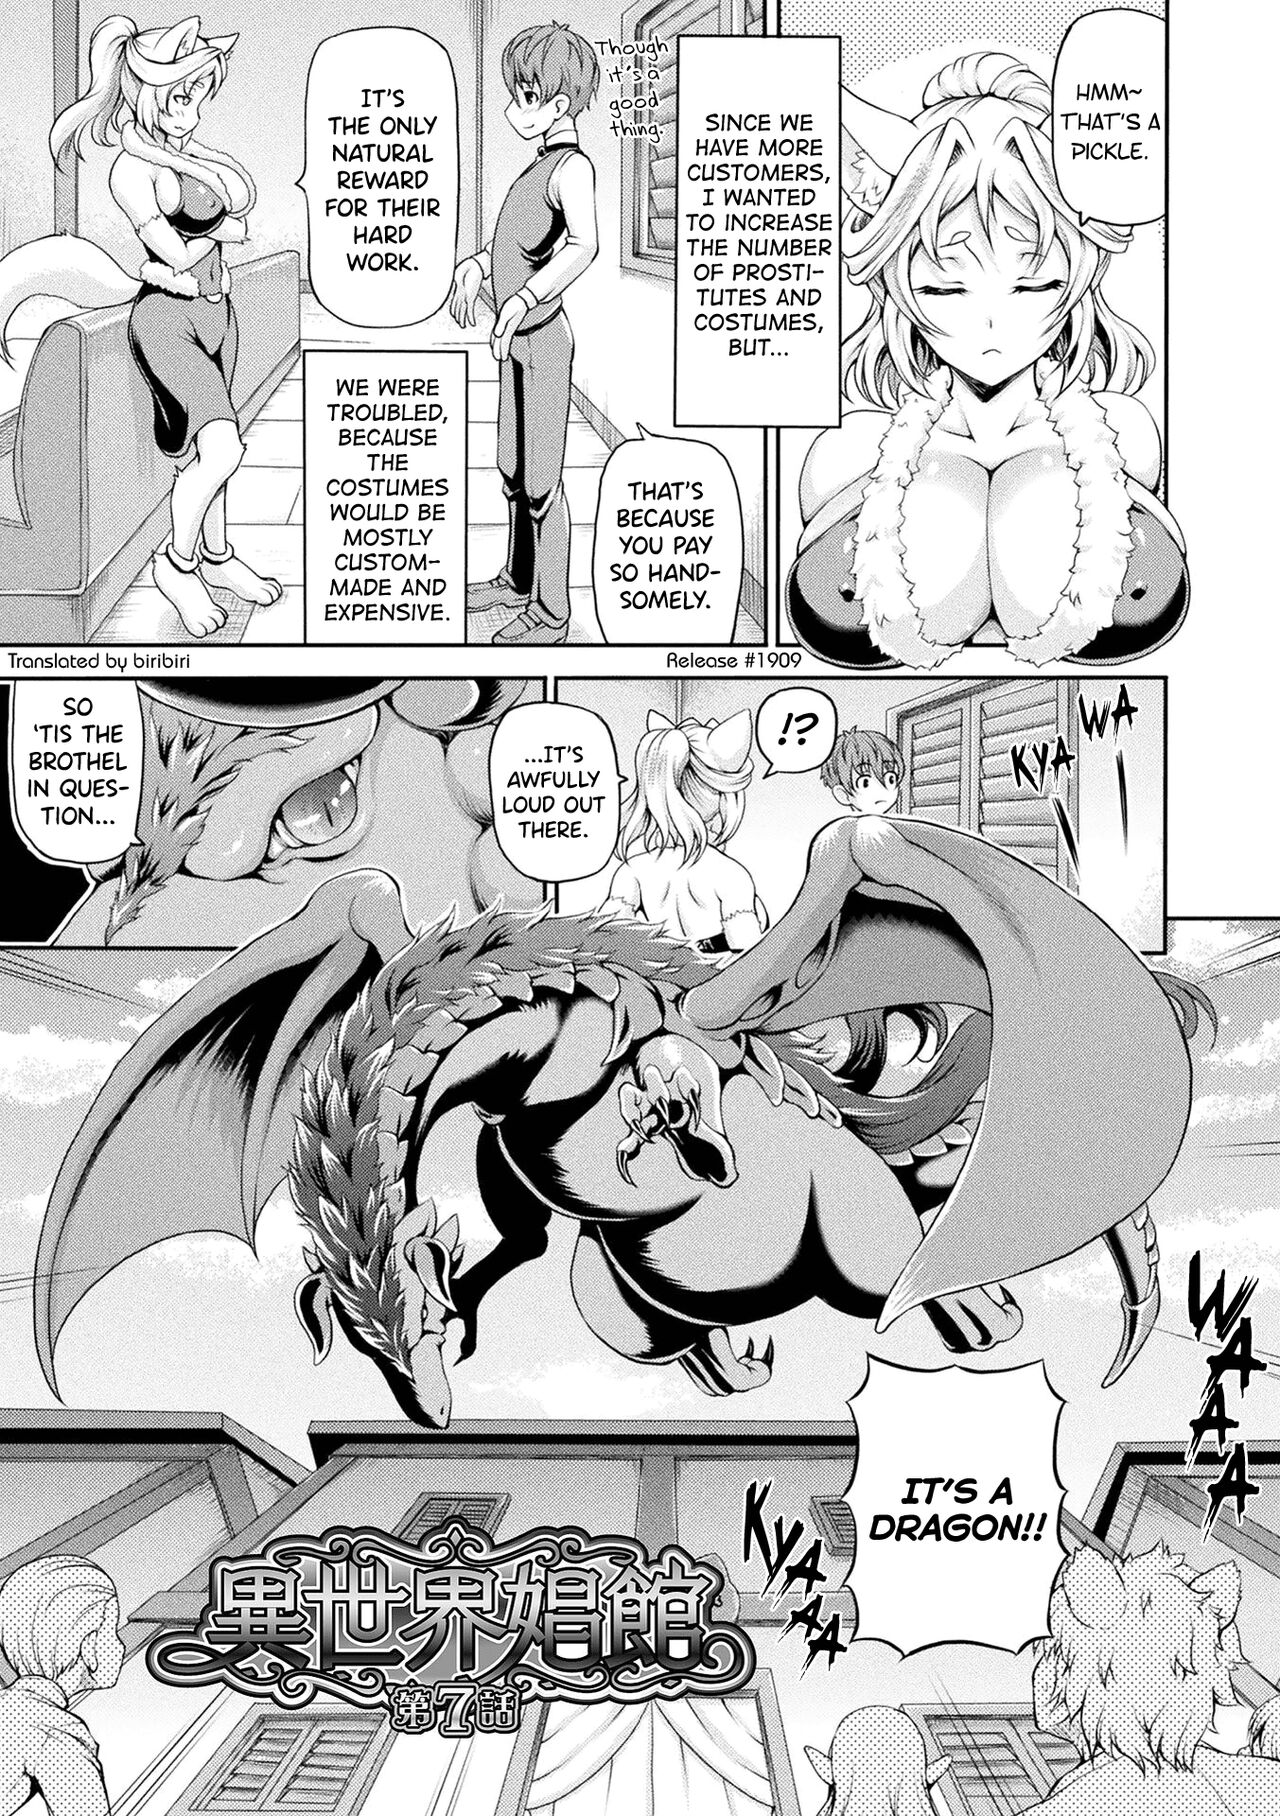 HMM~
THAT'S A
PICKLE.
SINCE WE
HAVE MORE
CUSTOMERS,
I WANTED
TO INCREASE
THE NUMBER
OF PROSTI-
TUTES AND
COSTUMES,
BUT...
Though
it's a
good
thing.
IT'S
THE ONLY
NATURAL
REWARD
FOR THEIR
HARD
WORK.
THAT'S
BECAUSE
YOU PAY
SO HAND-
SOMELY.
WE WERE
TROUBLED,
BECAUSE
THE
COSTUMES
WOULD BE
MOSTLY
CUSTOM-
MADE AND
EXPENSIVE.
Translated by biribiri
Release #1909
WA
KYA WA
!?
...IT'S
AWFULLY
LOUD OUT
THERE.
SO
'TIS THE
BROTHEL
IN QUES-
TION...
WAAAA
IT'S A
DRAGON!!
KYAAAA
異世界娼館
第7話